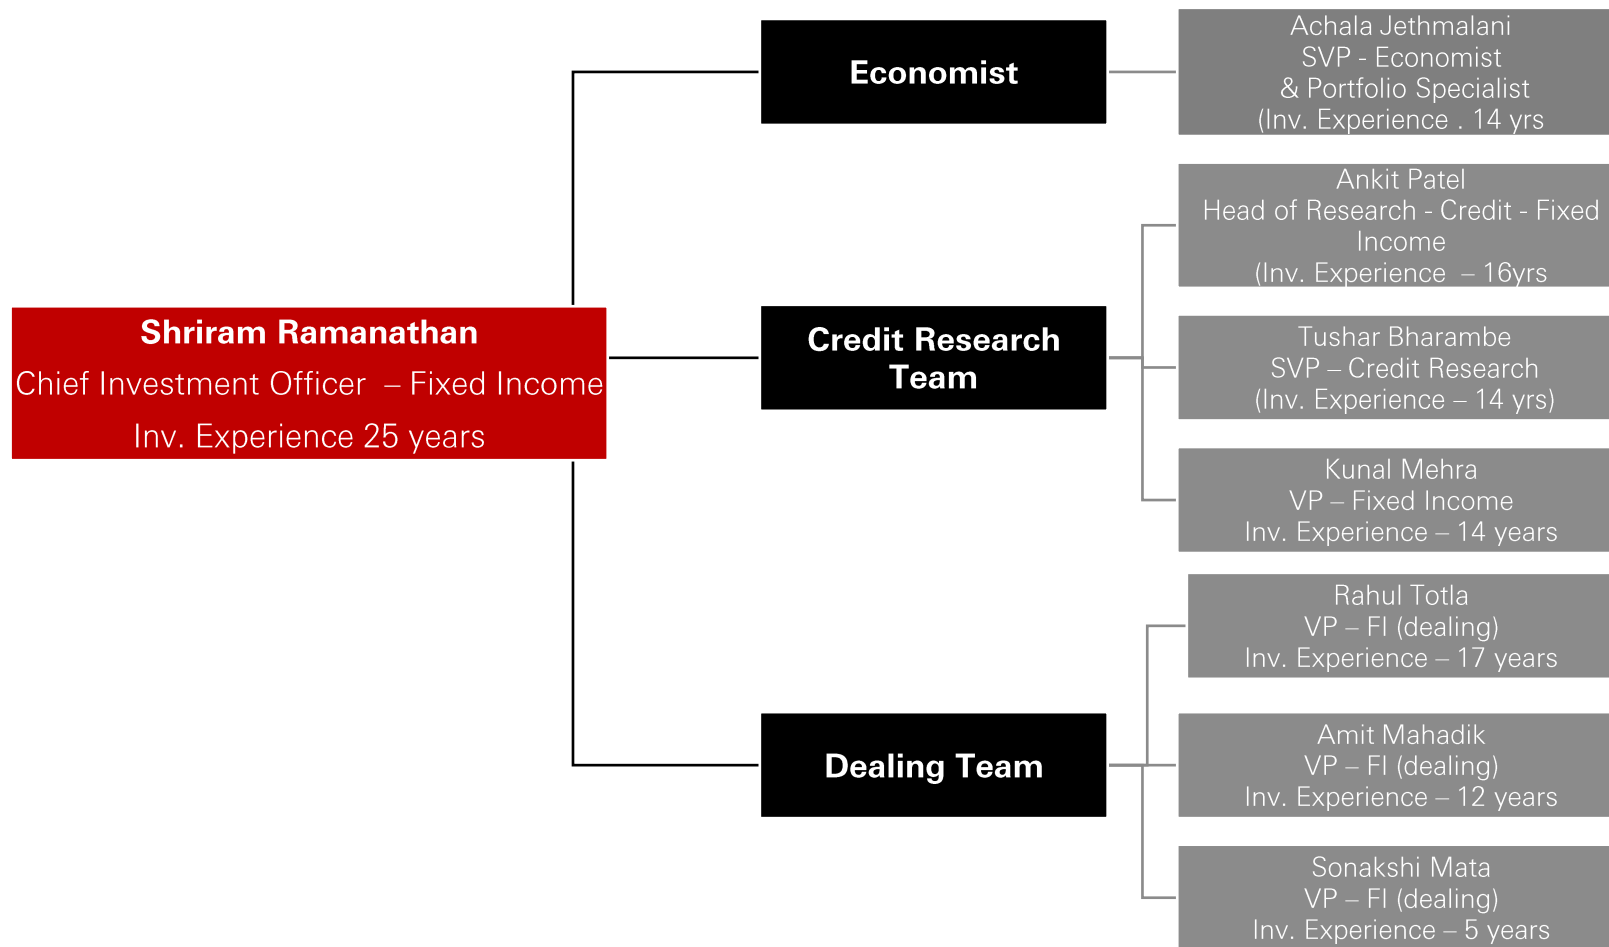 Shriram Ramanathan
Chief Investment Officer – Fixed Income
Inv. Experience 25 years
Economist
Achala Jethmalani
SVP - Economist
& Portfolio Specialist
(Inv. Experience . 14 yrs
Credit Research
Team
Ankit Patel
Head of Research - Credit - Fixed
Income
(Inv. Experience – 16yrs
Tushar Bharambe
SVP – Credit Research
(Inv. Experience – 14 yrs)
Kunal Mehra
VP – Fixed Income
Inv. Experience – 14 years
Dealing Team
Rahul Totla
VP – FI (dealing)
Inv. Experience – 17 years
Amit Mahadik
VP – FI (dealing)
Inv. Experience – 12 years
Sonakshi Mata
VP – FI (dealing)
Inv. Experience – 5 years